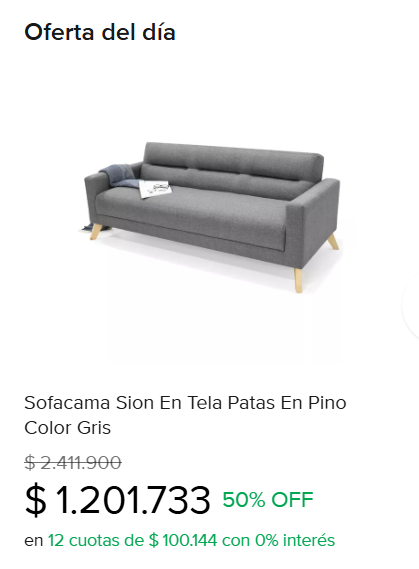 Oferta del día
Sofacama Sion En Tela Patas En Pino
Color Gris
$ 2.411.900
$ 1.201.733 50% OFF
en 12 cuotas de $ 100.144 con 0% interés